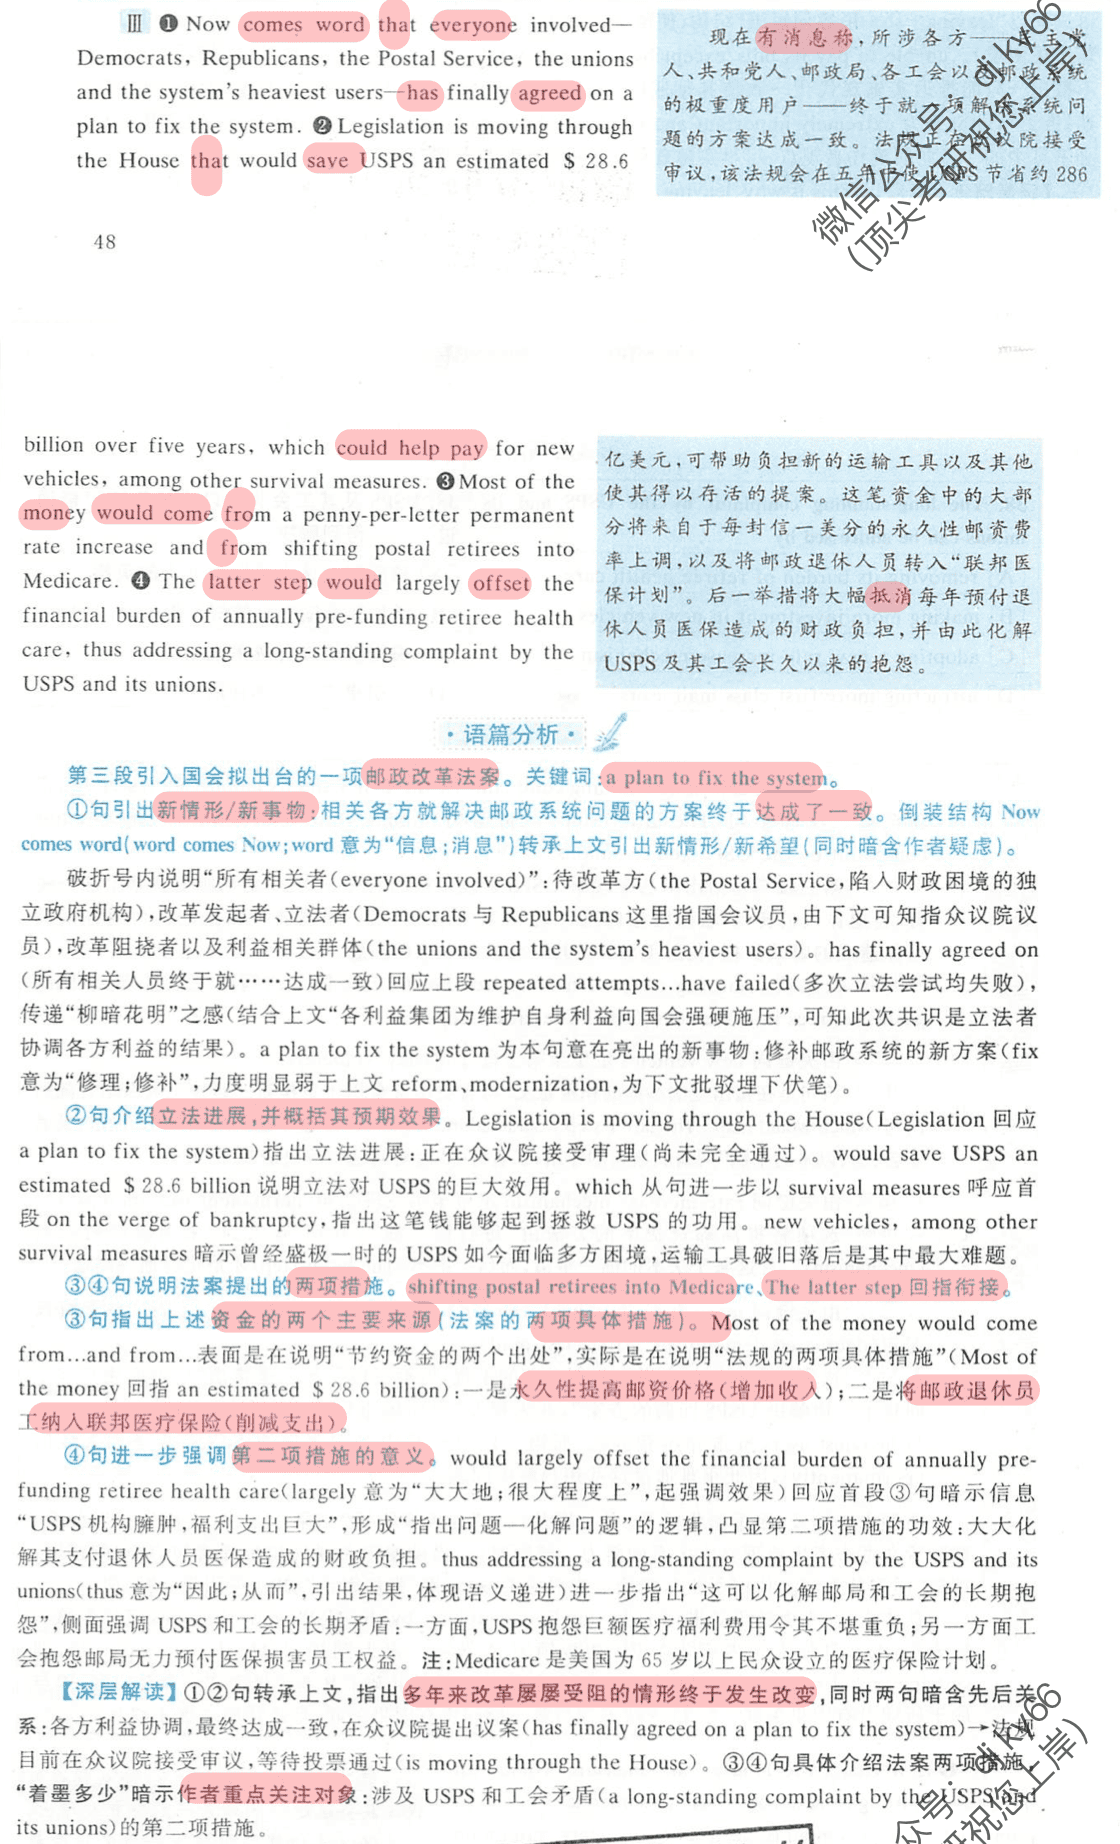 Ⅲ ❶ Now comes word that everyone involved—
Democrats, Republicans, the Postal Service, the unions
and the system's heaviest users—has finally agreed on a
plan to fix the system. ❷ Legislation is moving through
the House that would save USPS an estimated $ 28.6
现在有消息称,所涉各方——民主党
人、共和党人、邮政局、各工会以及邮政系统
的极重度用户——终于就一项解决系统问
题的方案达成一致。法规正在众议院接受
审议,该法规会在五年中使 USPS 节省约 286
微信公众号:djky66
(顶尖考研祝您上岸)
48
billion over five years, which could help pay for new
vehicles, among other survival measures. ❸ Most of the
money would come from a penny-per-letter permanent
rate increase and from shifting postal retirees into
Medicare. ❹ The latter step would largely offset the
financial burden of annually pre-funding retiree health
care, thus addressing a long-standing complaint by the
USPS and its unions.
亿美元,可帮助负担新的运输工具以及其他
使其得以存活的提案。这笔资金中的大部
分将来自于每封信一美分的永久性邮资费
率上调,以及将邮政退休人员转入“联邦医
保计划”。后一举措将大幅抵消每年预付退
休人员医保造成的财政负担,并由此化解
USPS 及其工会长久以来的抱怨。
·语篇分析·
第三段引入国会拟出台的一项邮政改革法案。关键词:a plan to fix the system。
①句引出新情形/新事物:相关各方就解决邮政系统问题的方案终于达成了一致。倒装结构 Now
comes word(word comes Now;word 意为“信息;消息”)转承上文引出新情形/新希望(同时暗含作者疑虑)。
破折号内说明“所有相关者(everyone involved)”:待改革方(the Postal Service,陷入财政困境的独
立政府机构),改革发起者、立法者(Democrats 与 Republicans 这里指国会议员,由下文可知指众议院议
员),改革阻挠者以及利益相关群体(the unions and the system's heaviest users)。has finally agreed on
(所有相关人员终于就……达成一致)回应上段 repeated attempts...have failed(多次立法尝试均失败),
传递“柳暗花明”之感(结合上文“各利益集团为维护自身利益向国会强硬施压”,可知此次共识是立法者
协调各方利益的结果)。a plan to fix the system 为本句意在亮出的新事物:修补邮政系统的新方案(fix
意为“修理;修补”,力度明显弱于上文 reform、modernization,为下文批驳埋下伏笔)。
②句介绍立法进展,并概括其预期效果。Legislation is moving through the House(Legislation 回应
a plan to fix the system)指出立法进展:正在众议院接受审理(尚未完全通过)。would save USPS an
estimated $ 28.6 billion 说明立法对 USPS 的巨大效用。which 从句进一步以 survival measures 呼应首
段 on the verge of bankruptcy,指出这笔钱能够起到拯救 USPS 的功用。new vehicles, among other
survival measures 暗示曾经盛极一时的 USPS 如今面临多方困境,运输工具破旧落后是其中最大难题。
③④句说明法案提出的两项措施。shifting postal retirees into Medicare、The latter step 回指衔接。
③句指出上述资金的两个主要来源(法案的两项具体措施)。Most of the money would come
from...and from...表面是在说明“节约资金的两个出处”,实际是在说明“法规的两项具体措施”(Most of
the money 回指 an estimated $ 28.6 billion):一是永久性提高邮资价格(增加收入);二是将邮政退休员
工纳入联邦医疗保险(削减支出)。
④句进一步强调第二项措施的意义。would largely offset the financial burden of annually pre-
funding retiree health care(largely 意为“大大地;很大程度上”,起强调效果)回应首段③句暗示信息
“USPS 机构臃肿,福利支出巨大”,形成“指出问题—化解问题”的逻辑,凸显第二项措施的功效:大大化
解其支付退休人员医保造成的财政负担。thus addressing a long-standing complaint by the USPS and its
unions(thus 意为“因此;从而”,引出结果,体现语义递进)进一步指出“这可以化解邮局和工会的长期抱
怨”,侧面强调 USPS 和工会的长期矛盾:一方面,USPS 抱怨巨额医疗福利费用令其不堪重负;另一方面工
会抱怨邮局无力预付医保损害员工权益。注:Medicare 是美国为 65 岁以上民众设立的医疗保险计划。
【深层解读】①②句转承上文,指出多年来改革屡屡受阻的情形终于发生改变,同时两句暗含先后关
系:各方利益协调,最终达成一致,在众议院提出议案(has finally agreed on a plan to fix the system)→法规
目前在众议院接受审议,等待投票通过(is moving through the House)。③④句具体介绍法案两项措施,
“着墨多少”暗示作者重点关注对象:涉及 USPS 和工会矛盾(a long-standing complaint by the USPS and
its unions)的第二项措施。